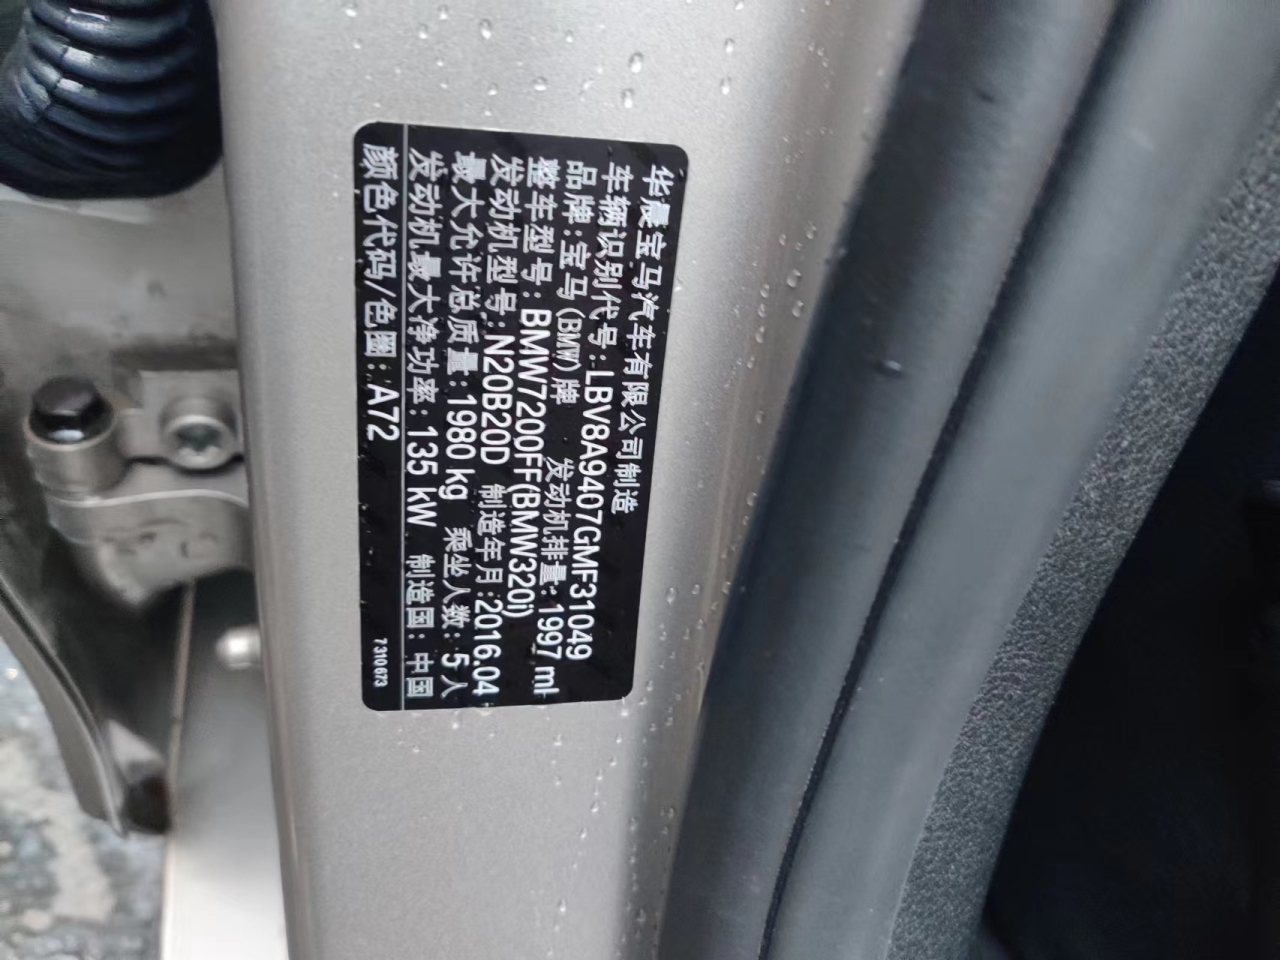 华晨宝马汽车有限公司制造
车辆识别代号:LBV8A9407GMF31049
品牌:宝马(BMW)牌 发动机排量:1997 ml
整车型号:BMW7200FF(BMW320i)
发动机型号:N20B20D 制造年月:2016.04
最大允许总质量:1980 kg 乘坐人数:5人
发动机最大净功率:135 kW 制造国:中国
颜色代码/色圈:A72 7310673